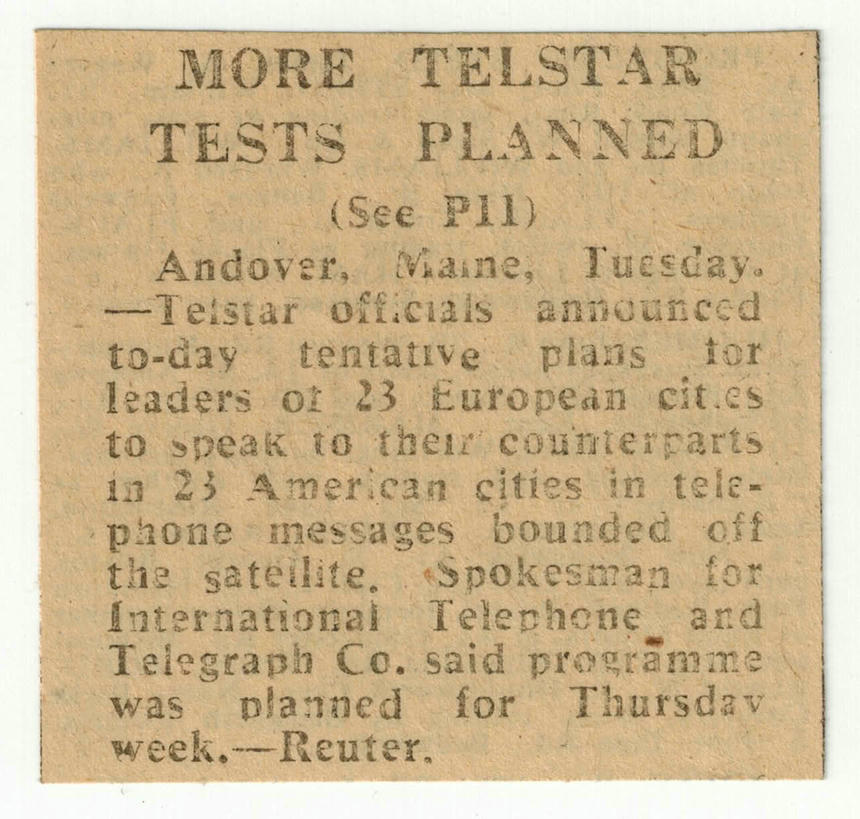 MORE TELSTAR
TESTS PLANNED
(See P11)
Andover, Maine, Tuesday.
—Telstar officials announced
to-day tentative plans for
leaders of 23 European cities
to speak to their counterparts
in 23 American cities in tele-
phone messages bounded off
the satellite. Spokesman for
International Telephone and
Telegraph Co. said programme
was planned for Thursday
week.—Reuter.